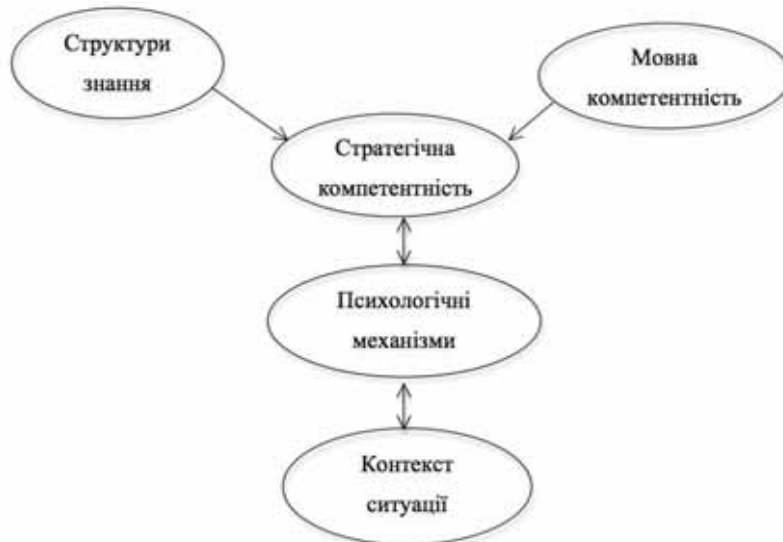 Структури
знання
Мовна
компетентність
Стратегічна
компетентність
Психологічні
механізми
Контекст
ситуації